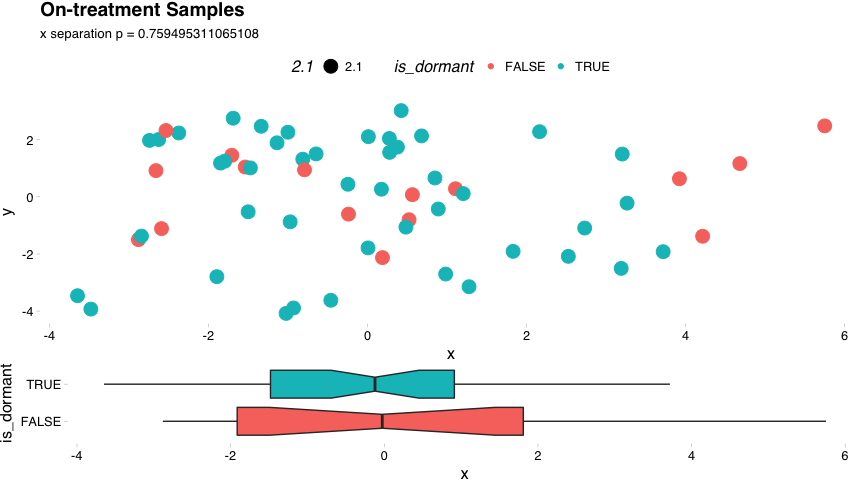 On-treatment Samples
x separation p = 0.759495311065108
2.1 2.1 is_dormant FALSE TRUE
2
0
-2
-4
y
-4 -2 0 2 4 6
x
is_dormant
TRUE
FALSE
-4 -2 0 2 4 6
x